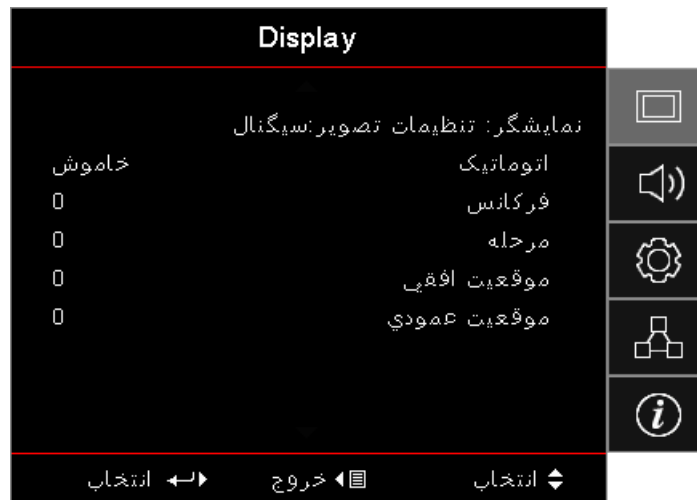 Display
نمایشگر: تنظیمات تصویر:سیگنال
اتوماتیک خاموش
فرکانس 0
مرحله 0
موقعیت افقي 0
موقعیت عمودي 0
انتخاب خروج انتخاب